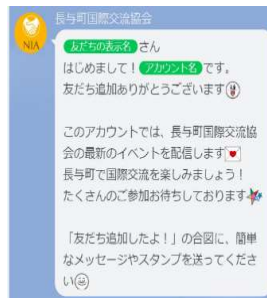 長与町国際交流協会
NIA
友だちの表示名 さん
はじめまして！ アカウント名 です。
友だち追加ありがとうございます
このアカウントでは、長与町国際交流協
会の最新のイベントを配信します
長与町で国際交流を楽しみましょう！
たくさんのご参加お待ちしております
「友だち追加したよ！」の合図に、簡単
なメッセージやスタンプを送ってくださ
い